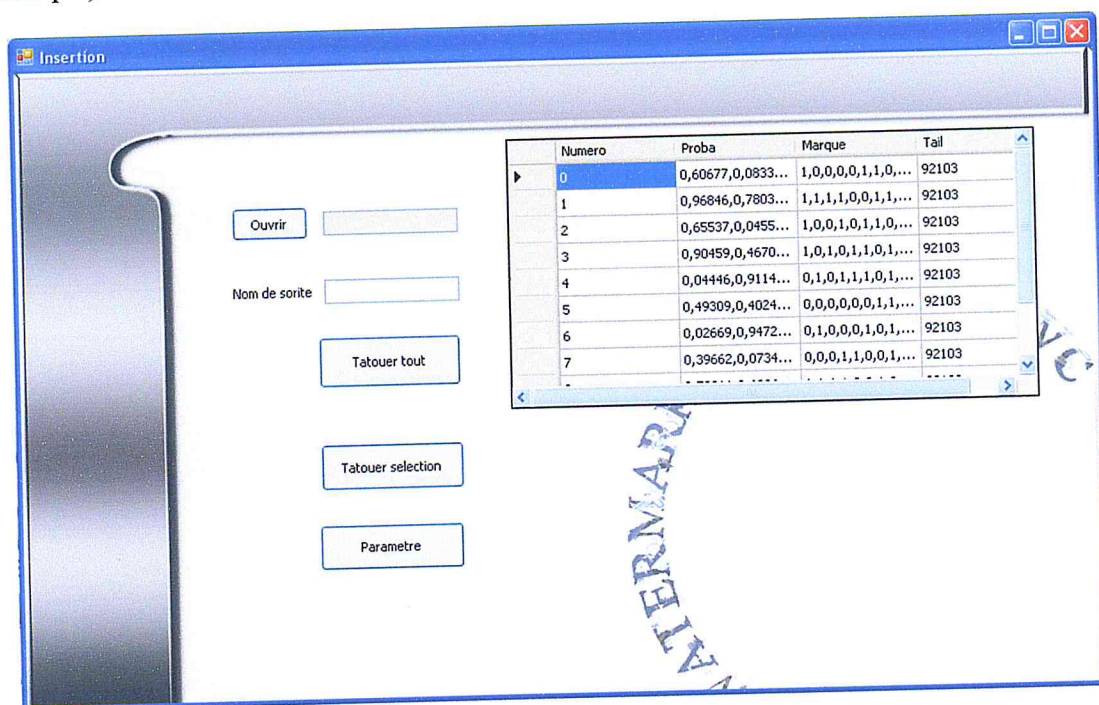 Insertion
Numero Proba Marque Tail
0 0,60677,0,0833... 1,0,0,0,0,1,1,0,... 92103
1 0,96846,0,7803... 1,1,1,1,0,0,1,1,... 92103
2 0,65537,0,0455... 1,0,0,1,0,1,1,0,... 92103
3 0,90459,0,4670... 1,0,1,0,1,1,0,1,... 92103
4 0,04446,0,9114... 0,1,0,1,1,1,0,1,... 92103
5 0,49309,0,4024... 0,0,0,0,0,0,1,1,... 92103
6 0,02669,0,9472... 0,1,0,0,0,1,0,1,... 92103
7 0,39662,0,0734... 0,0,0,1,1,0,0,1,... 92103
Ouvrir
Nom de sorite
Tatouer tout
Tatouer selection
Parametre